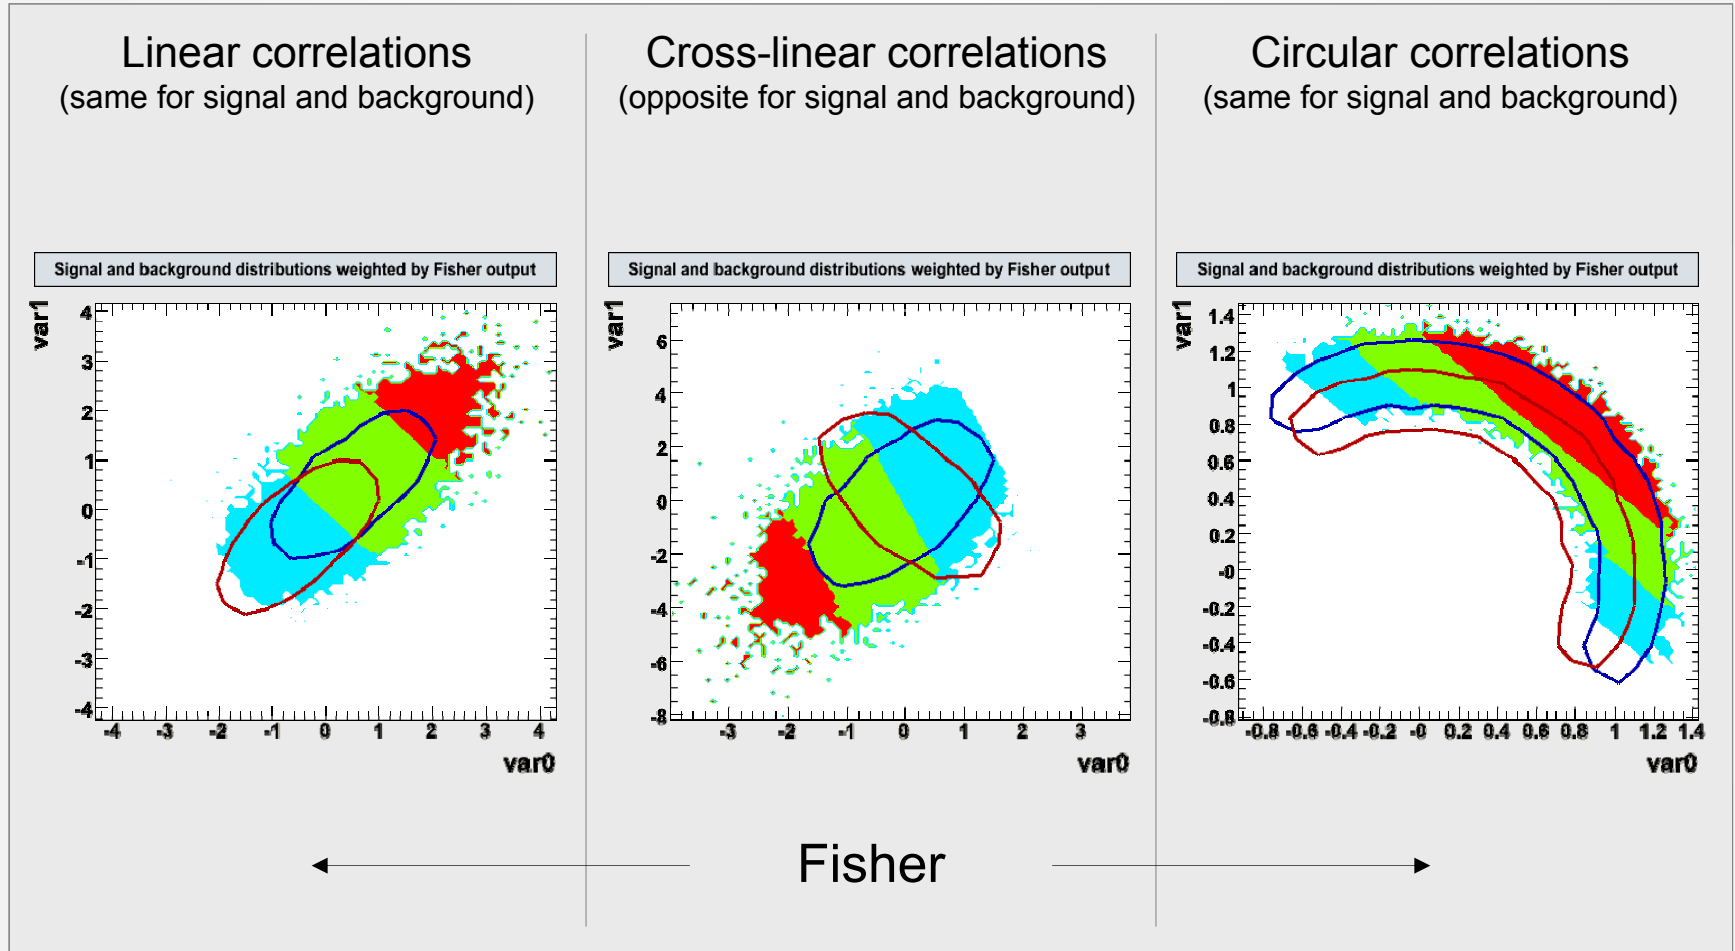 Linear correlations
(same for signal and background)
Signal and background distributions weighted by Fisher output
var1
4
3
2
1
0
-1
-2
-3
-4
-4 -3 -2 -1 0 1 2 3 4
var0
Cross-linear correlations
(opposite for signal and background)
Signal and background distributions weighted by Fisher output
var1
6
4
2
0
-2
-4
-6
-8
-3 -2 -1 0 1 2 3
var0
Circular correlations
(same for signal and background)
Signal and background distributions weighted by Fisher output
var1
1.4
1.2
1
0.8
0.6
0.4
0.2
-0
-0.2
-0.4
-0.6
-0.8
-0.8 -0.6 -0.4 -0.2 -0 0.2 0.4 0.6 0.8 1 1.2 1.4
var0
Fisher